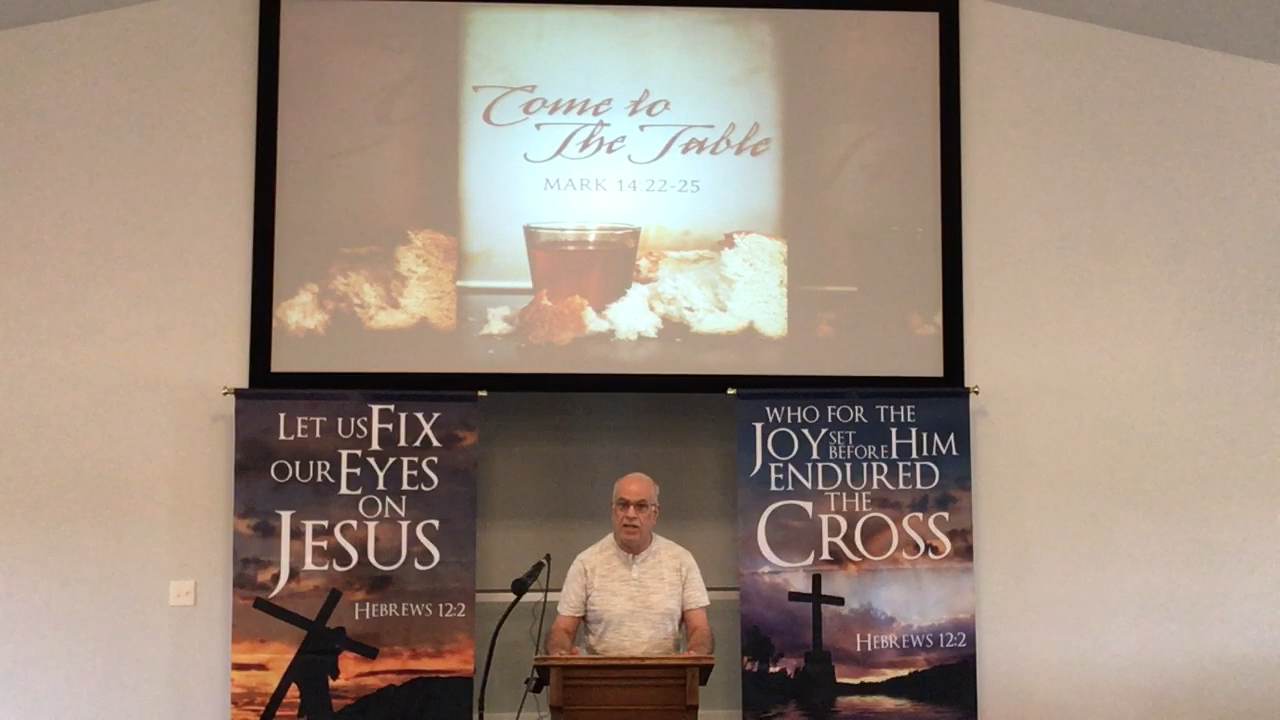 Come to
The Table
MARK 14.22-25
LET US FIX
OUR EYES
ON
JESUS
HEBREWS 12:2
WHO FOR THE
JOY SET BEFORE HIM
ENDURED
THE
CROSS
HEBREWS 12:2